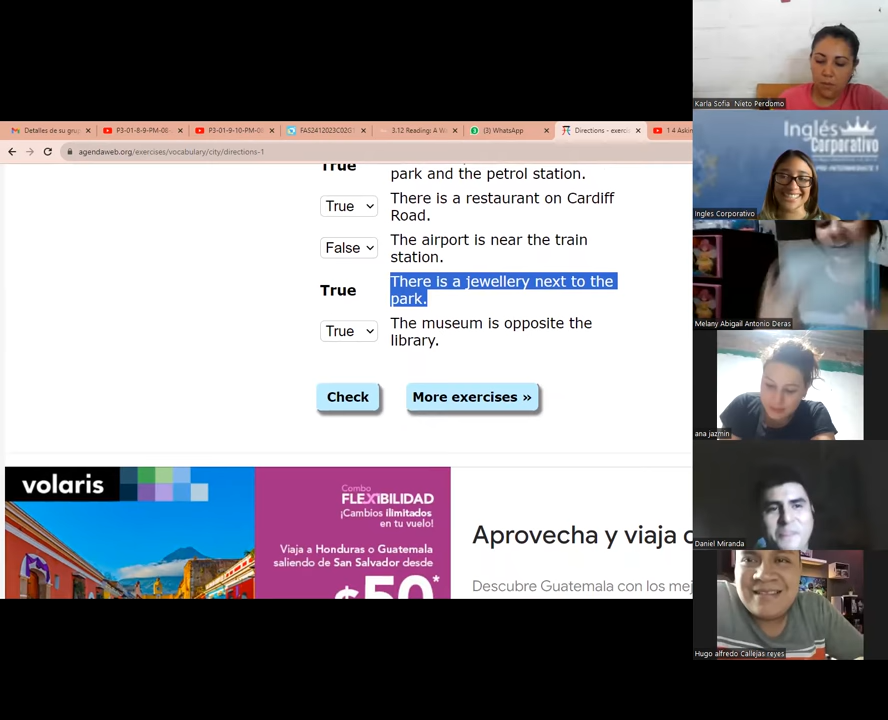 Detalles de su gru
P3-01-8-9-PM-06-
P3-01-9-10-PM-0
FAS2412023C02G1
3.12 Reading: A W
(3) WhatsApp
Directions - exerc
1 4 Askin
agendaweb.org/exercises/vocabulary/city/directions-1
True
park and the petrol station.
True
There is a restaurant on Cardiff
Road.
False
The airport is near the train
station.
True
There is a jewellery next to the
park.
True
The museum is opposite the
library.
Check
More exercises »
volaris
Combo
FLEXIBILIDAD
¡Cambios ilimitados
en tu vuelo!
Viaja a Honduras o Guatemala
saliendo de San Salvador desde
$50*
Aprovecha y viaja
Descubre Guatemala con los mej
Karla Sofia Nieto Perdomo
Inglés
Corporativo
PRE-INTERMEDIATE 1
Ingles Corporativo
Melany Abigail Antonio Deras
ana jazmin
Daniel Miranda
Hugo alfredo Callejas reyes